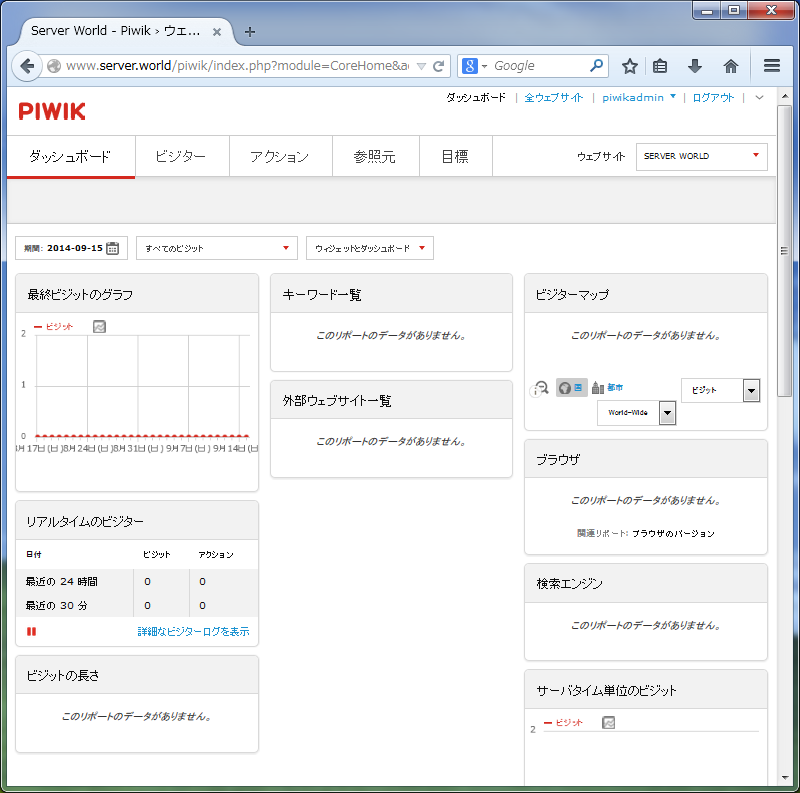 Server World - Piwik › ウェ...
www.server.world/piwik/index.php?module=CoreHome&a
Google
PIWIK
ダッシュボード | 全ウェブサイト | piwikadmin | ログアウト |
ダッシュボード ビジター アクション 参照元 目標
ウェブサイト SERVER WORLD
期間: 2014-09-15
すべてのビジット
ウィジェットとダッシュボード
最終ビジットのグラフ
ビジット
2
1
0
月 17日 (日) 8月 24日 (日) 8月 31日 (日) 9月 7日 (日) 9月 14日 (日)
リアルタイムのビジター
日付 ビジット アクション
最近の 24 時間 0 0
最近の 30 分 0 0
詳細なビジターログを表示
ビジットの長さ
このリポートのデータがありません。
キーワード一覧
このリポートのデータがありません。
外部ウェブサイト一覧
このリポートのデータがありません。
ビジターマップ
このリポートのデータがありません。
国 都市 ビジット
World-Wide
ブラウザ
このリポートのデータがありません。
関連リポート: ブラウザのバージョン
検索エンジン
このリポートのデータがありません。
サーバタイム単位のビジット
ビジット
2